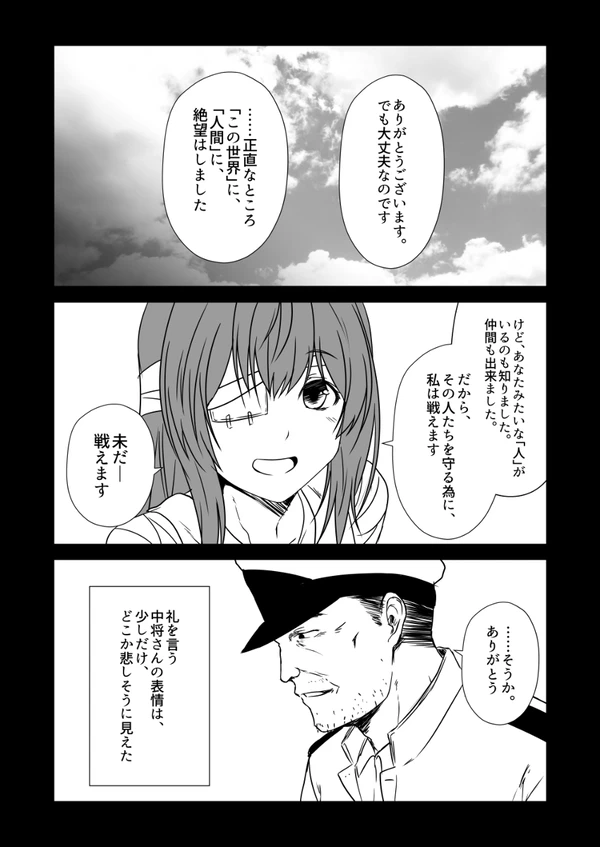 ありがとうございます。
でも大丈夫なのです
……正直なところ
「この世界」に、
「人間」に、
絶望はしました
けど、あなたみたいな「人」が
いるのも知りました。
仲間も出来ました。
だから、
その人たちを守る為に、
私は戦えます
未だ―
戦えます
……そうか。
ありがとう
礼を言う
中将さんの表情は、
少しだけ、
どこか悲しそうに見えた